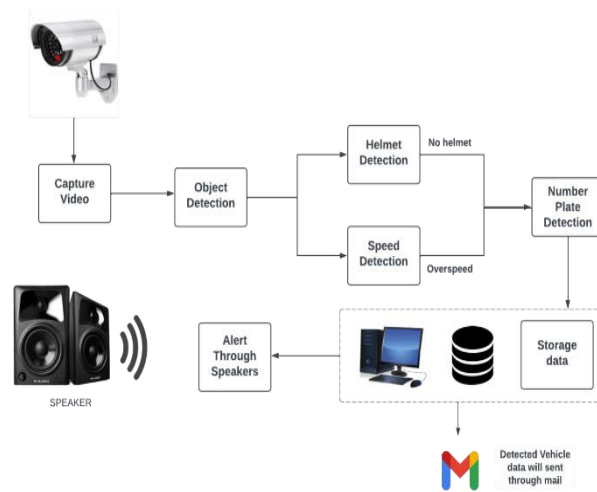 Capture
Video
Object
Detection
Helmet
Detection
No helmet
Speed
Detection
Overspeed
Number
Plate
Detection
Storage
data
Alert
Through
Speakers
SPEAKER
Detected Vehicle
data will sent
through mail